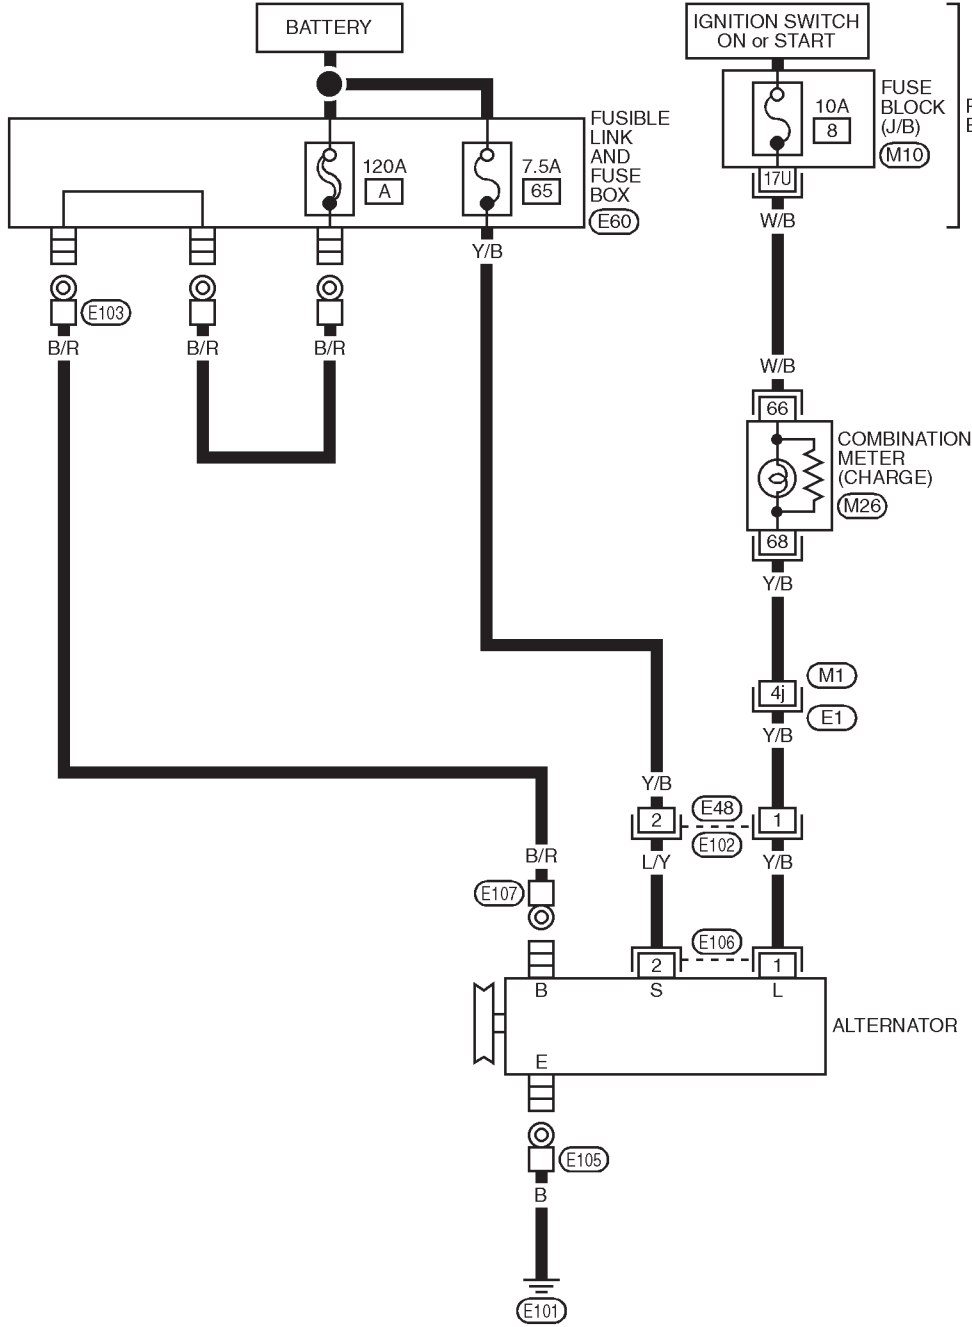 BATTERY
IGNITION SWITCH
ON or START
10A
8
FUSE
BLOCK
(J/B)
M10
17U
W/B
120A
A
7.5A
65
FUSIBLE
LINK
AND
FUSE
BOX
E60
Y/B
E103
B/R
B/R
B/R
W/B
66
COMBINATION
METER
(CHARGE)
M26
68
Y/B
4j
M1
E1
Y/B
Y/B
2
E48
E102
1
B/R
L/Y
Y/B
E107
E106
2
1
B
S
L
ALTERNATOR
E
E105
B
E101